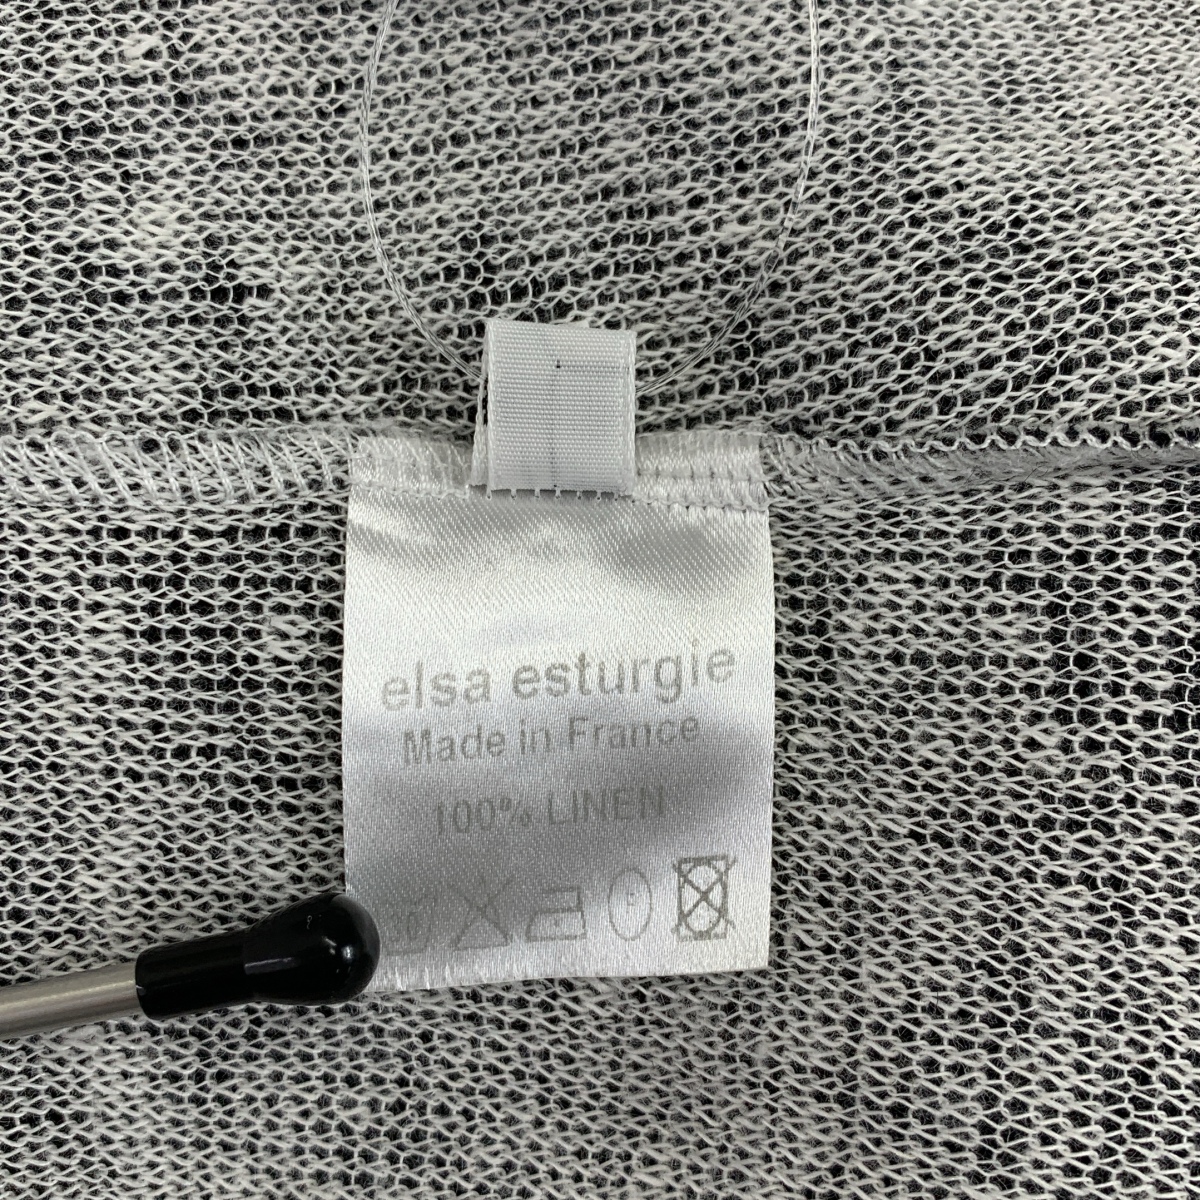 elsa esturgie
Made in France
100% LINEN
P